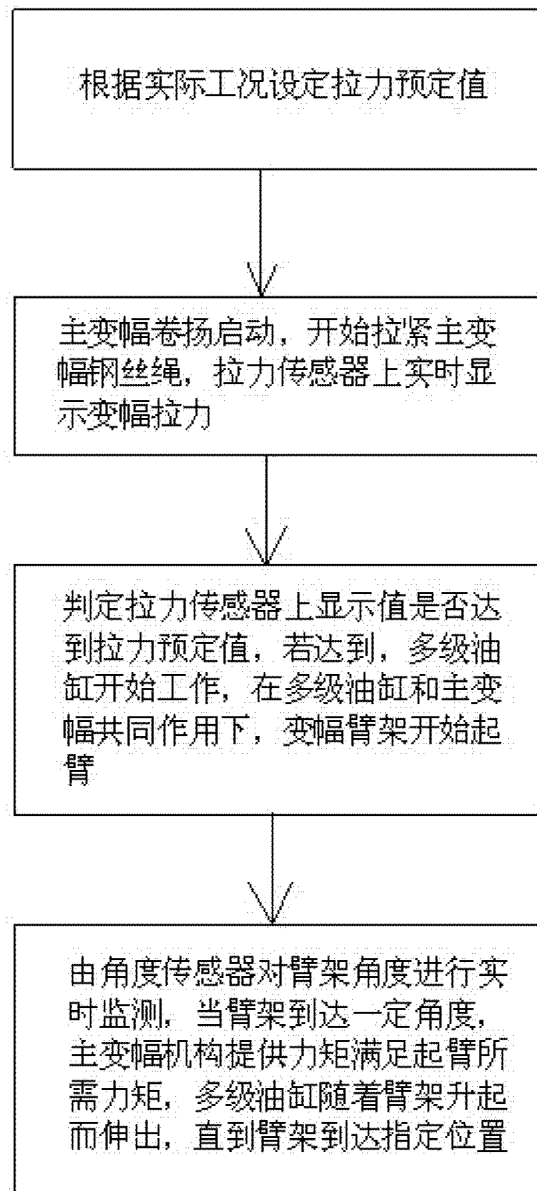 根据实际工况设定拉力预定值
主变幅卷扬启动，开始拉紧主变
幅钢丝绳，拉力传感器上实时显
示变幅拉力
判定拉力传感器上显示值是否达
到拉力预定值，若达到，多级油
缸开始工作，在多级油缸和主变
幅共同作用下，变幅臂架开始起
臂
由角度传感器对臂架角度进行实
时监测，当臂架到达一定角度，
主变幅机构提供力矩满足起臂所
需力矩，多级油缸随着臂架升起
而伸出，直到臂架到达指定位置